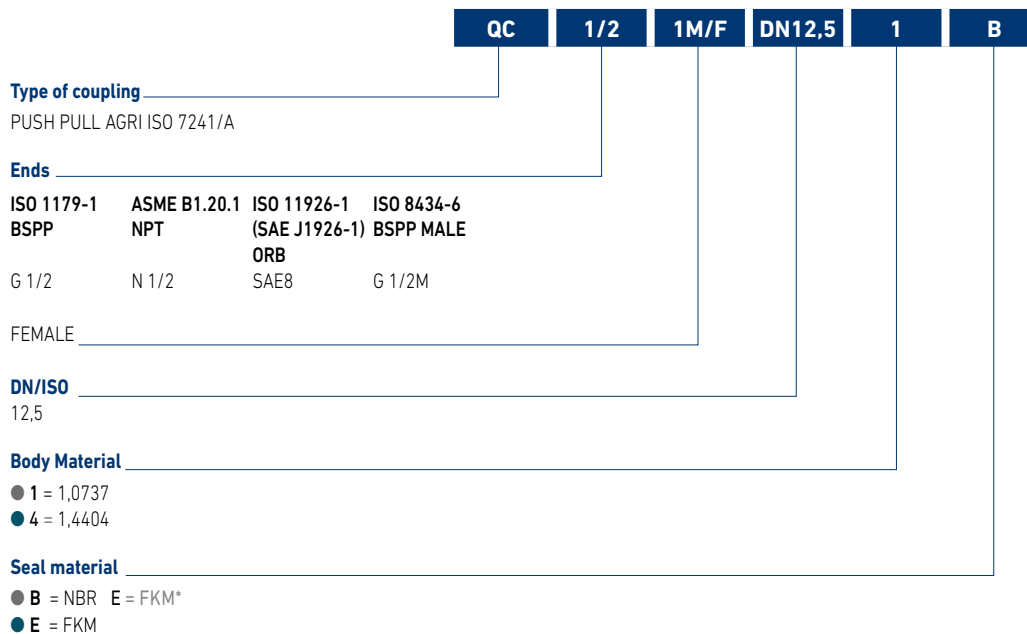 QC 1/2 1M/F DN12,5 1 B
Type of coupling
PUSH PULL AGRI ISO 7241/A
Ends
ISO 1179-1 ASME B1.20.1 ISO 11926-1 ISO 8434-6
BSPP NPT (SAE J1926-1) BSPP MALE
ORB
G 1/2 N 1/2 SAE8 G 1/2M
FEMALE
DN/ISO
12,5
Body Material
1 = 1,0737
4 = 1,4404
Seal material
B = NBR E = FKM*
E = FKM